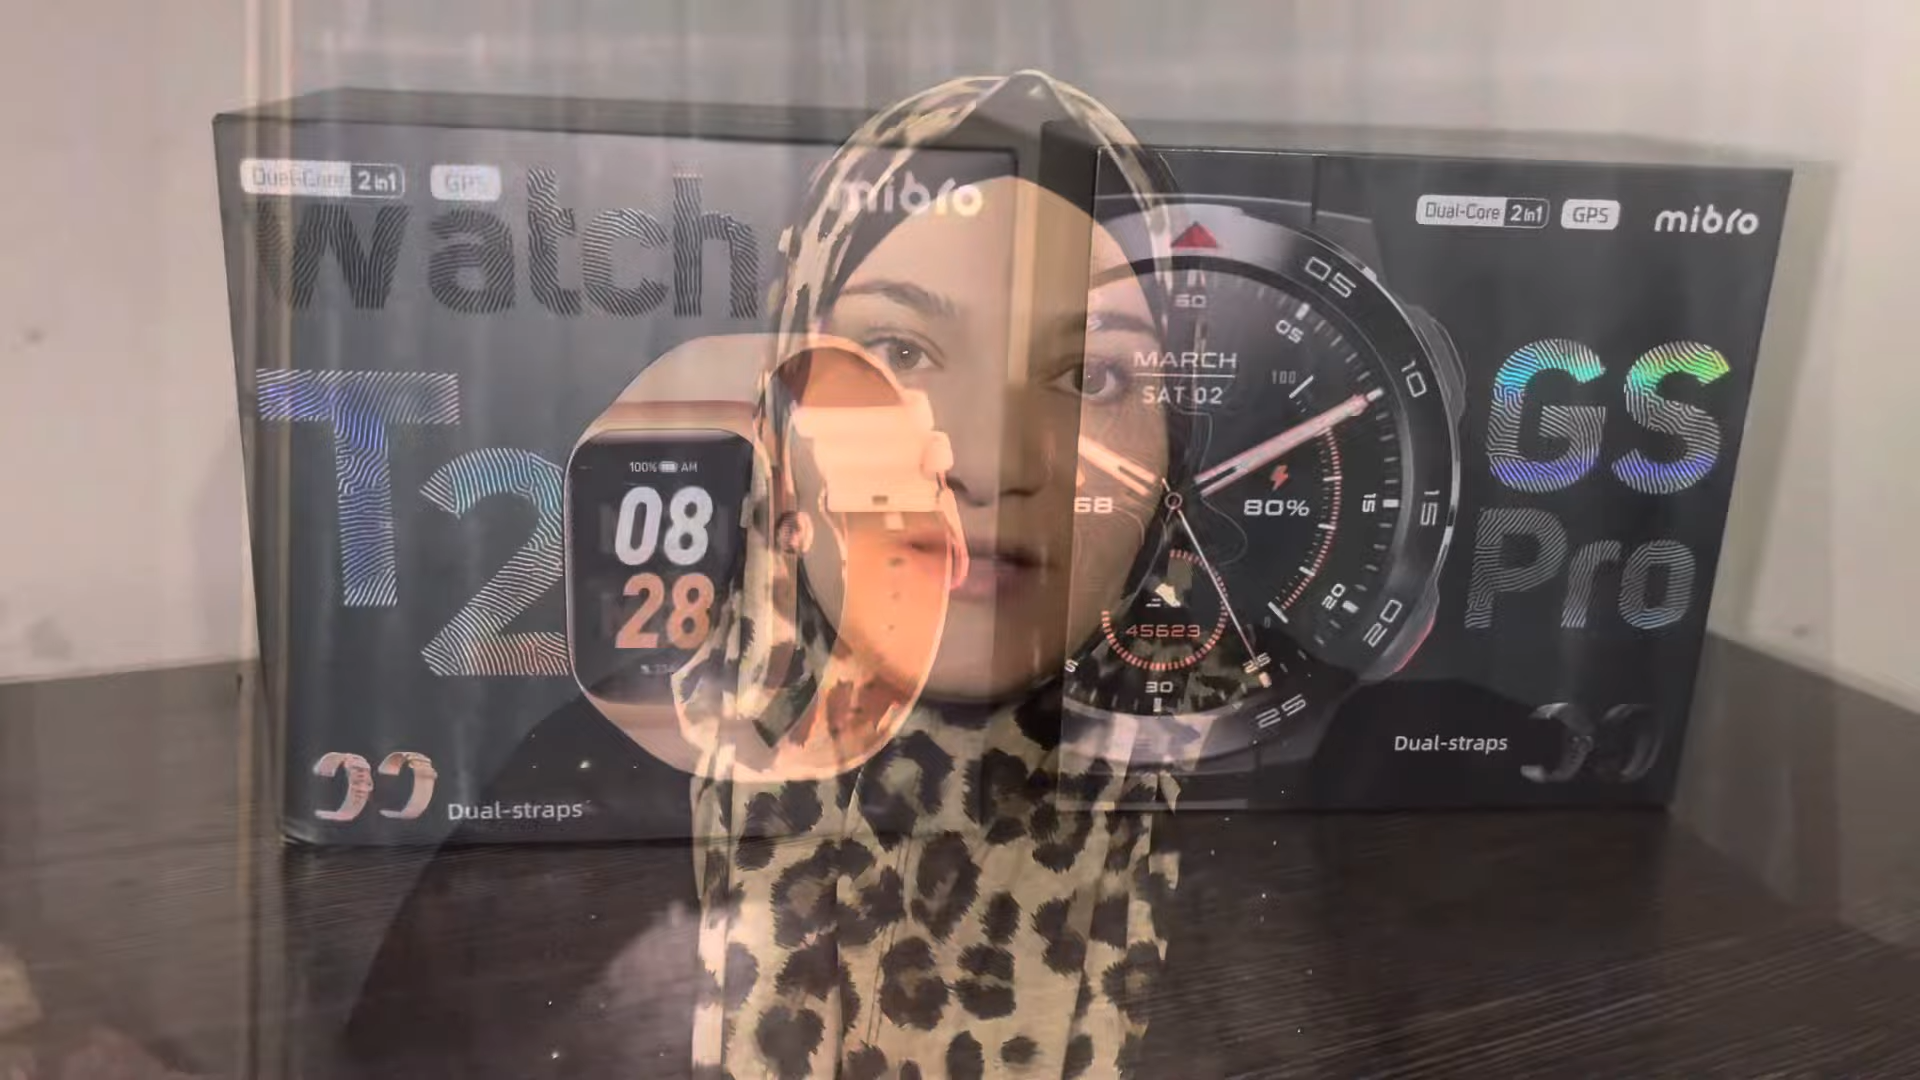 Dual-Core 2 in 1 GPS
mibro
Watch
T2
100% AM
08
28
Dual-straps
Dual-Core 2 in 1 GPS mibro
GS
Pro
05
10
15
20
25
60
05
15
20
25
30
100
MARCH
SAT 02
68
80%
45623
Dual-straps